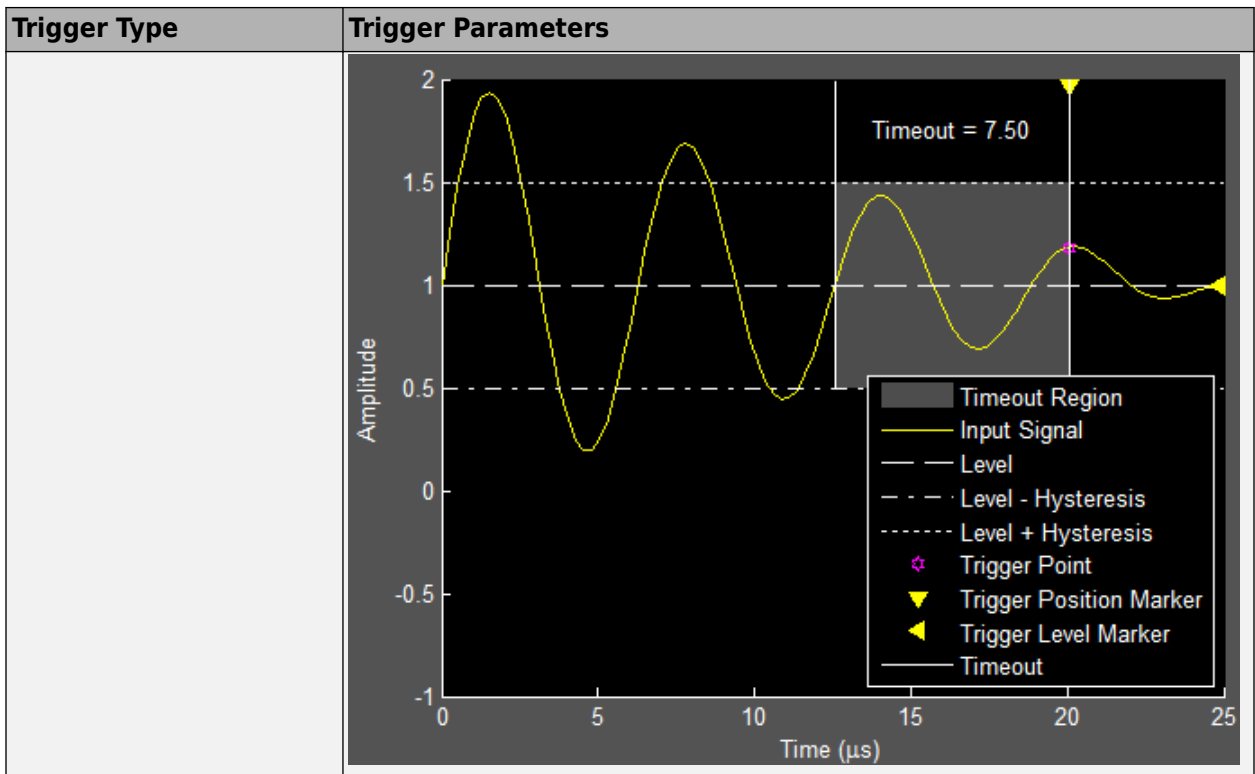 Trigger Type
Trigger Parameters
2
Timeout = 7.50
1.5
1
0.5
0
-0.5
-1
Amplitude
Timeout Region
Input Signal
Level
Level - Hysteresis
Level + Hysteresis
Trigger Point
Trigger Position Marker
Trigger Level Marker
Timeout
0 5 10 15 20 25
Time (μs)